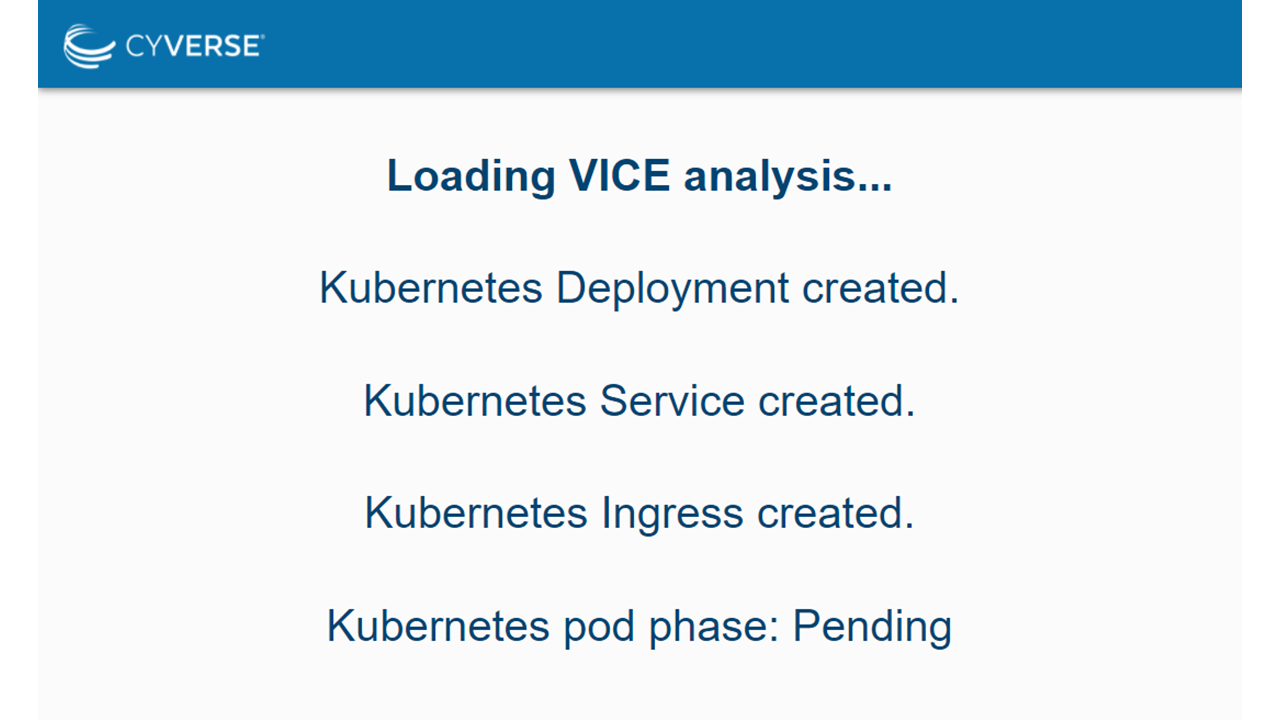 CYVERSE®
Loading VICE analysis...
Kubernetes Deployment created.
Kubernetes Service created.
Kubernetes Ingress created.
Kubernetes pod phase: Pending